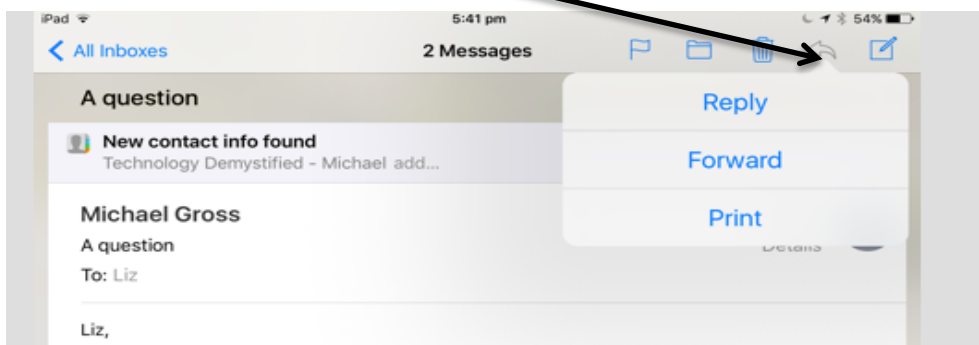 iPad 5:41 pm 54%
All Inboxes 2 Messages
A question
Reply
New contact info found
Technology Demystified - Michael add...
Forward
Michael Gross
Print
A question
Details
To: Liz
Liz,